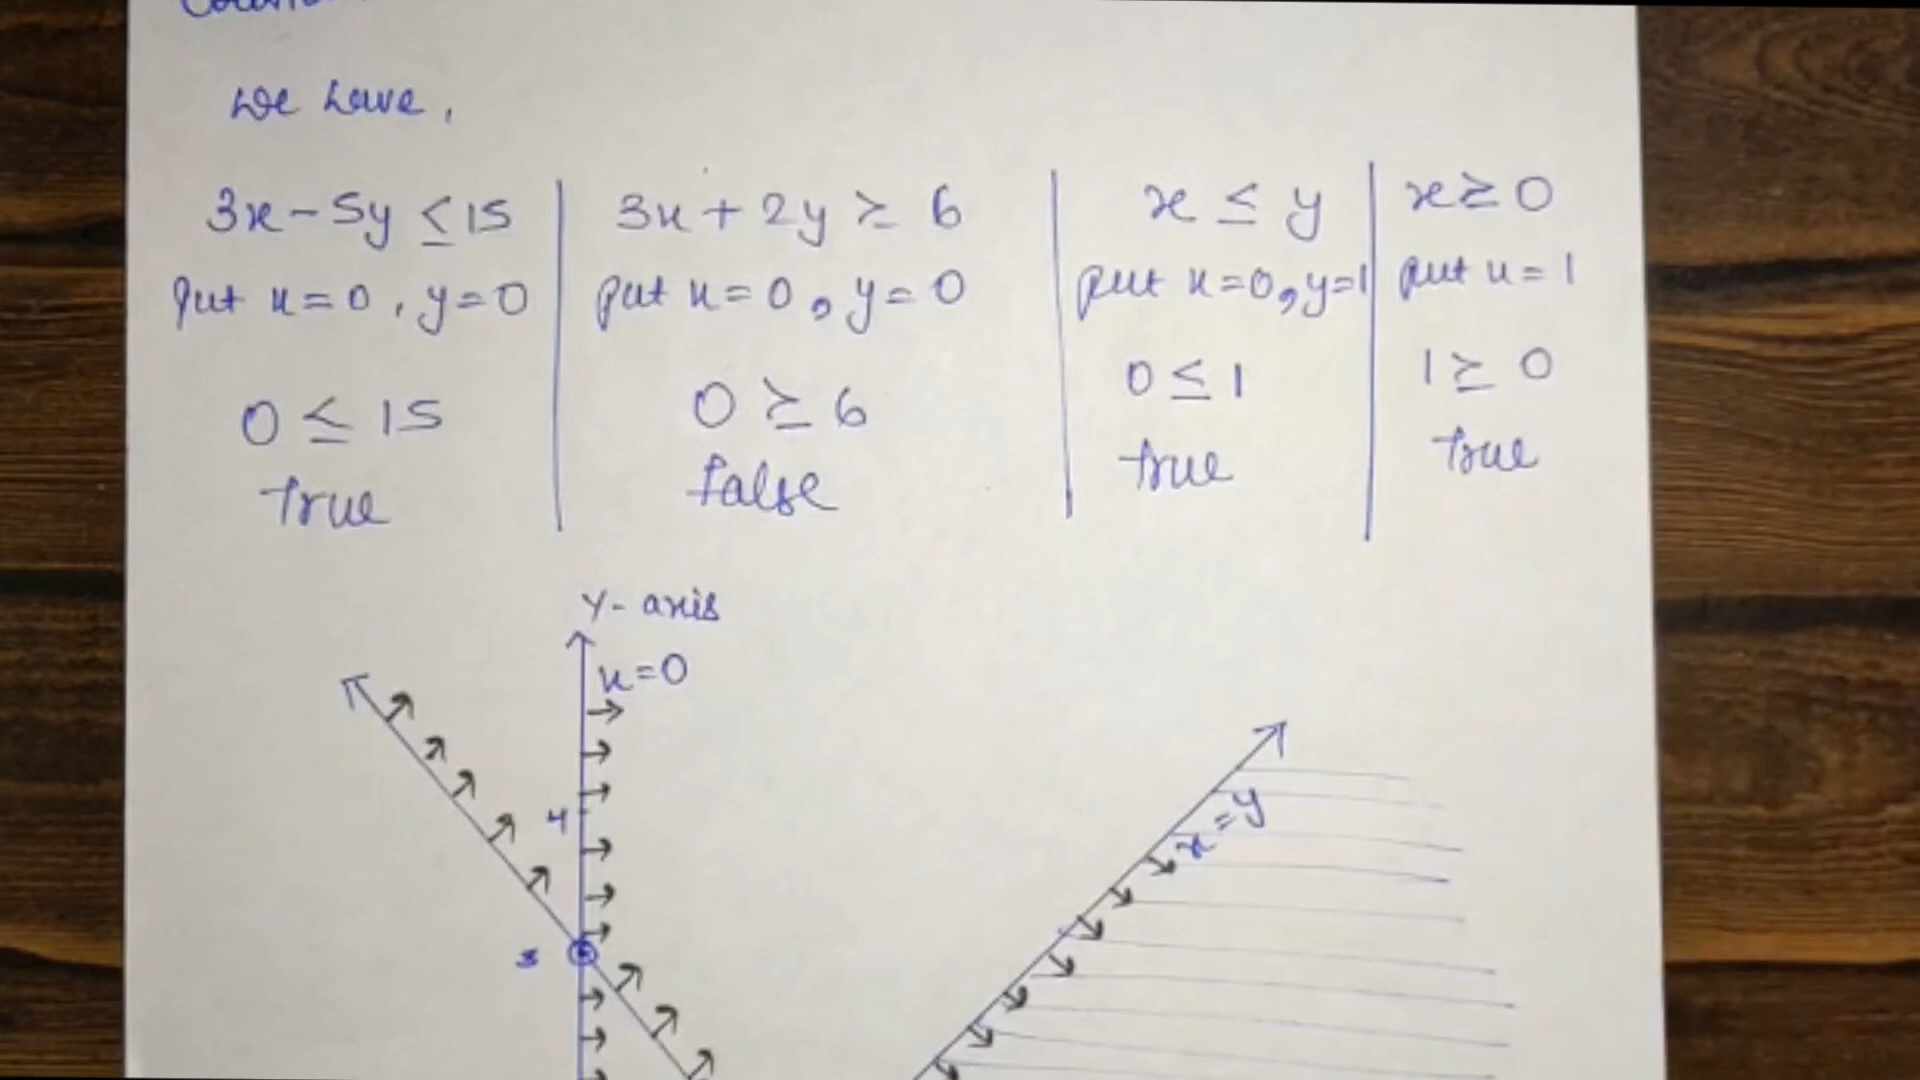 We have,
3x - 5y ≤ 15
put x = 0, y = 0
0 ≤ 15
True
3x + 2y ≥ 6
put x = 0, y = 0
0 ≥ 6
false
x ≤ y
put x = 0, y = 1
0 ≤ 1
true
x ≥ 0
put x = 1
1 ≥ 0
true
Y-axis
x = 0
4
x = y
3